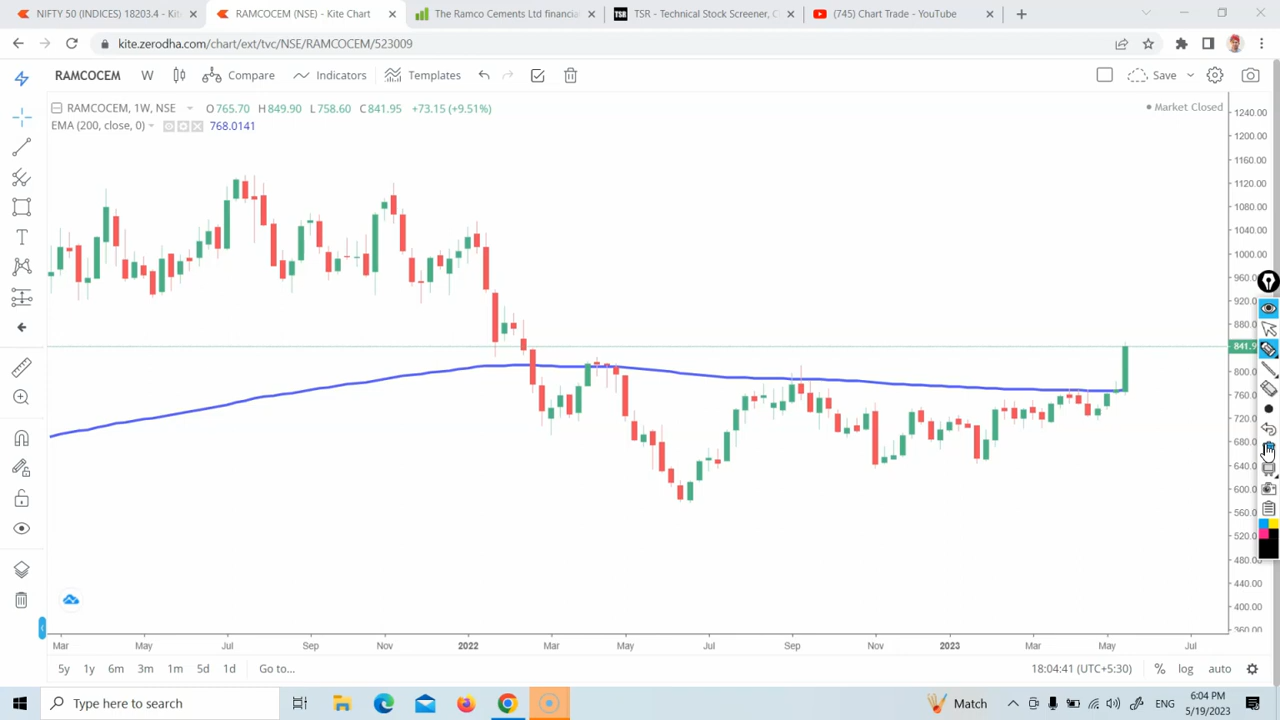 NIFTY 50 (INDICES)18203.4 - Kite
RAMCOCEM (NSE) - Kite Chart
The Ramco Cements Ltd financia
TSR - Technical Stock Screener, C
(745) Chart Trade - YouTube
kite.zerodha.com/chart/ext/tvc/NSE/RAMCOCEM/523009
RAMCOCEM W Compare Indicators Templates Save
RAMCOCEM, 1W, NSE O765.70 H849.90 L758.60 C841.95 +73.15 (+9.51%)
Market Closed
EMA (200, close, 0) 768.0141
1240.00
1200.00
1160.00
1120.00
1080.00
1040.00
1000.00
960.00
920.00
880.00
841.9
800.00
760.00
720.00
680.00
640.00
600.00
560.00
520.00
480.00
440.00
400.00
360.00
Mar May Jul Sep Nov 2022 Mar May Jul Sep Nov 2023 Mar May Jul
5y 1y 6m 3m 1m 5d 1d Go to... 18:04:41 (UTC+5:30) % log auto
Type here to search
Match
ENG
6:04 PM
5/19/2023